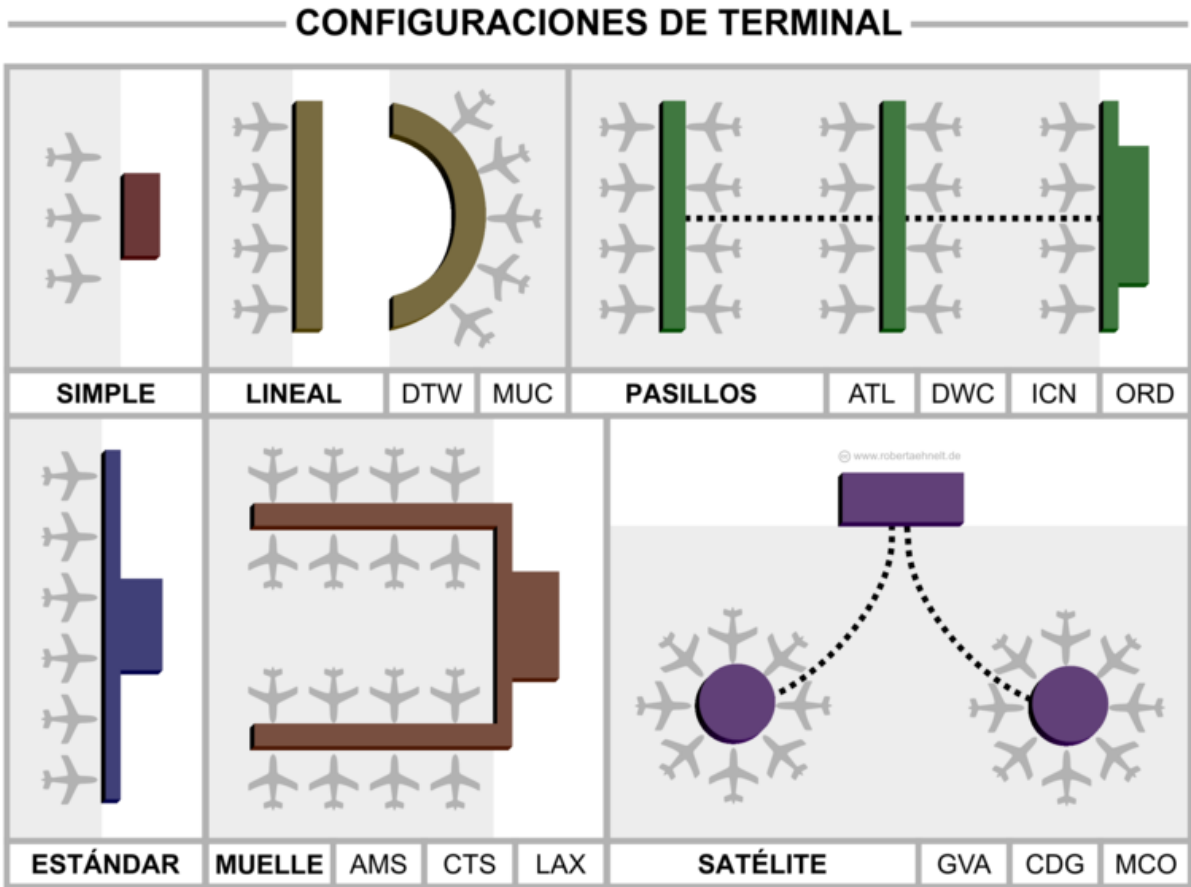 CONFIGURACIONES DE TERMINAL
SIMPLE
LINEAL
DTW
MUC
PASILLOS
ATL
DWC
ICN
ORD
www.robertaehnelt.de
ESTÁNDAR
MUELLE
AMS
CTS
LAX
SATÉLITE
GVA
CDG
MCO